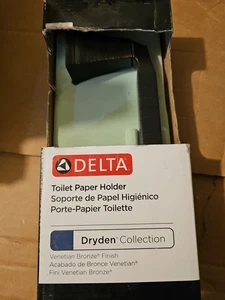 DELTA
Toilet Paper Holder
Soporte de Papel Higiénico
Porte-Papier Toilette
Dryden™ Collection
Venetian Bronze® Finish
Acabado de Bronce Venetian®
Fini Venetian Bronze®